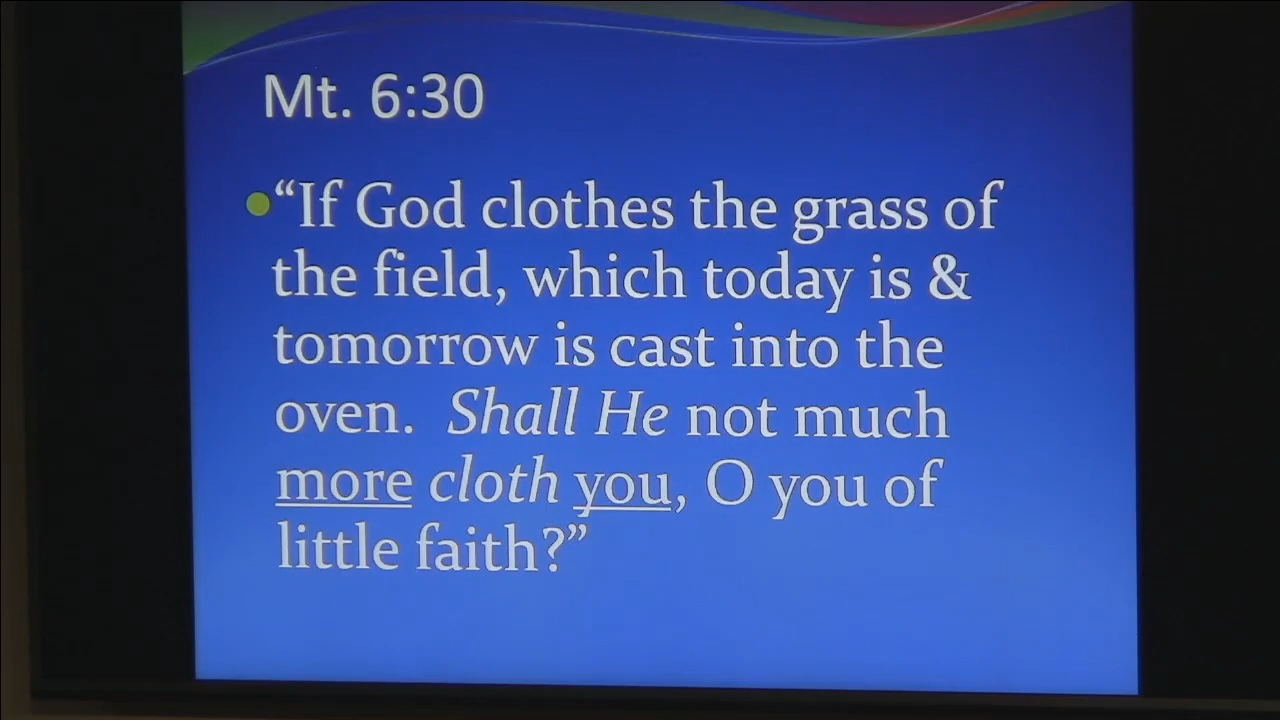 Mt. 6:30
“If God clothes the grass of
the field, which today is &
tomorrow is cast into the
oven. Shall He not much
more cloth you, O you of
little faith?”